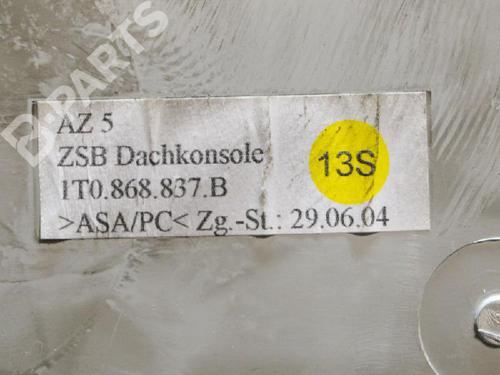 B-PARTS
AZ 5
ZSB Dachkonsole
13S
1T0.868.837.B
>ASA/PC< Zg.-St.: 29.06.04